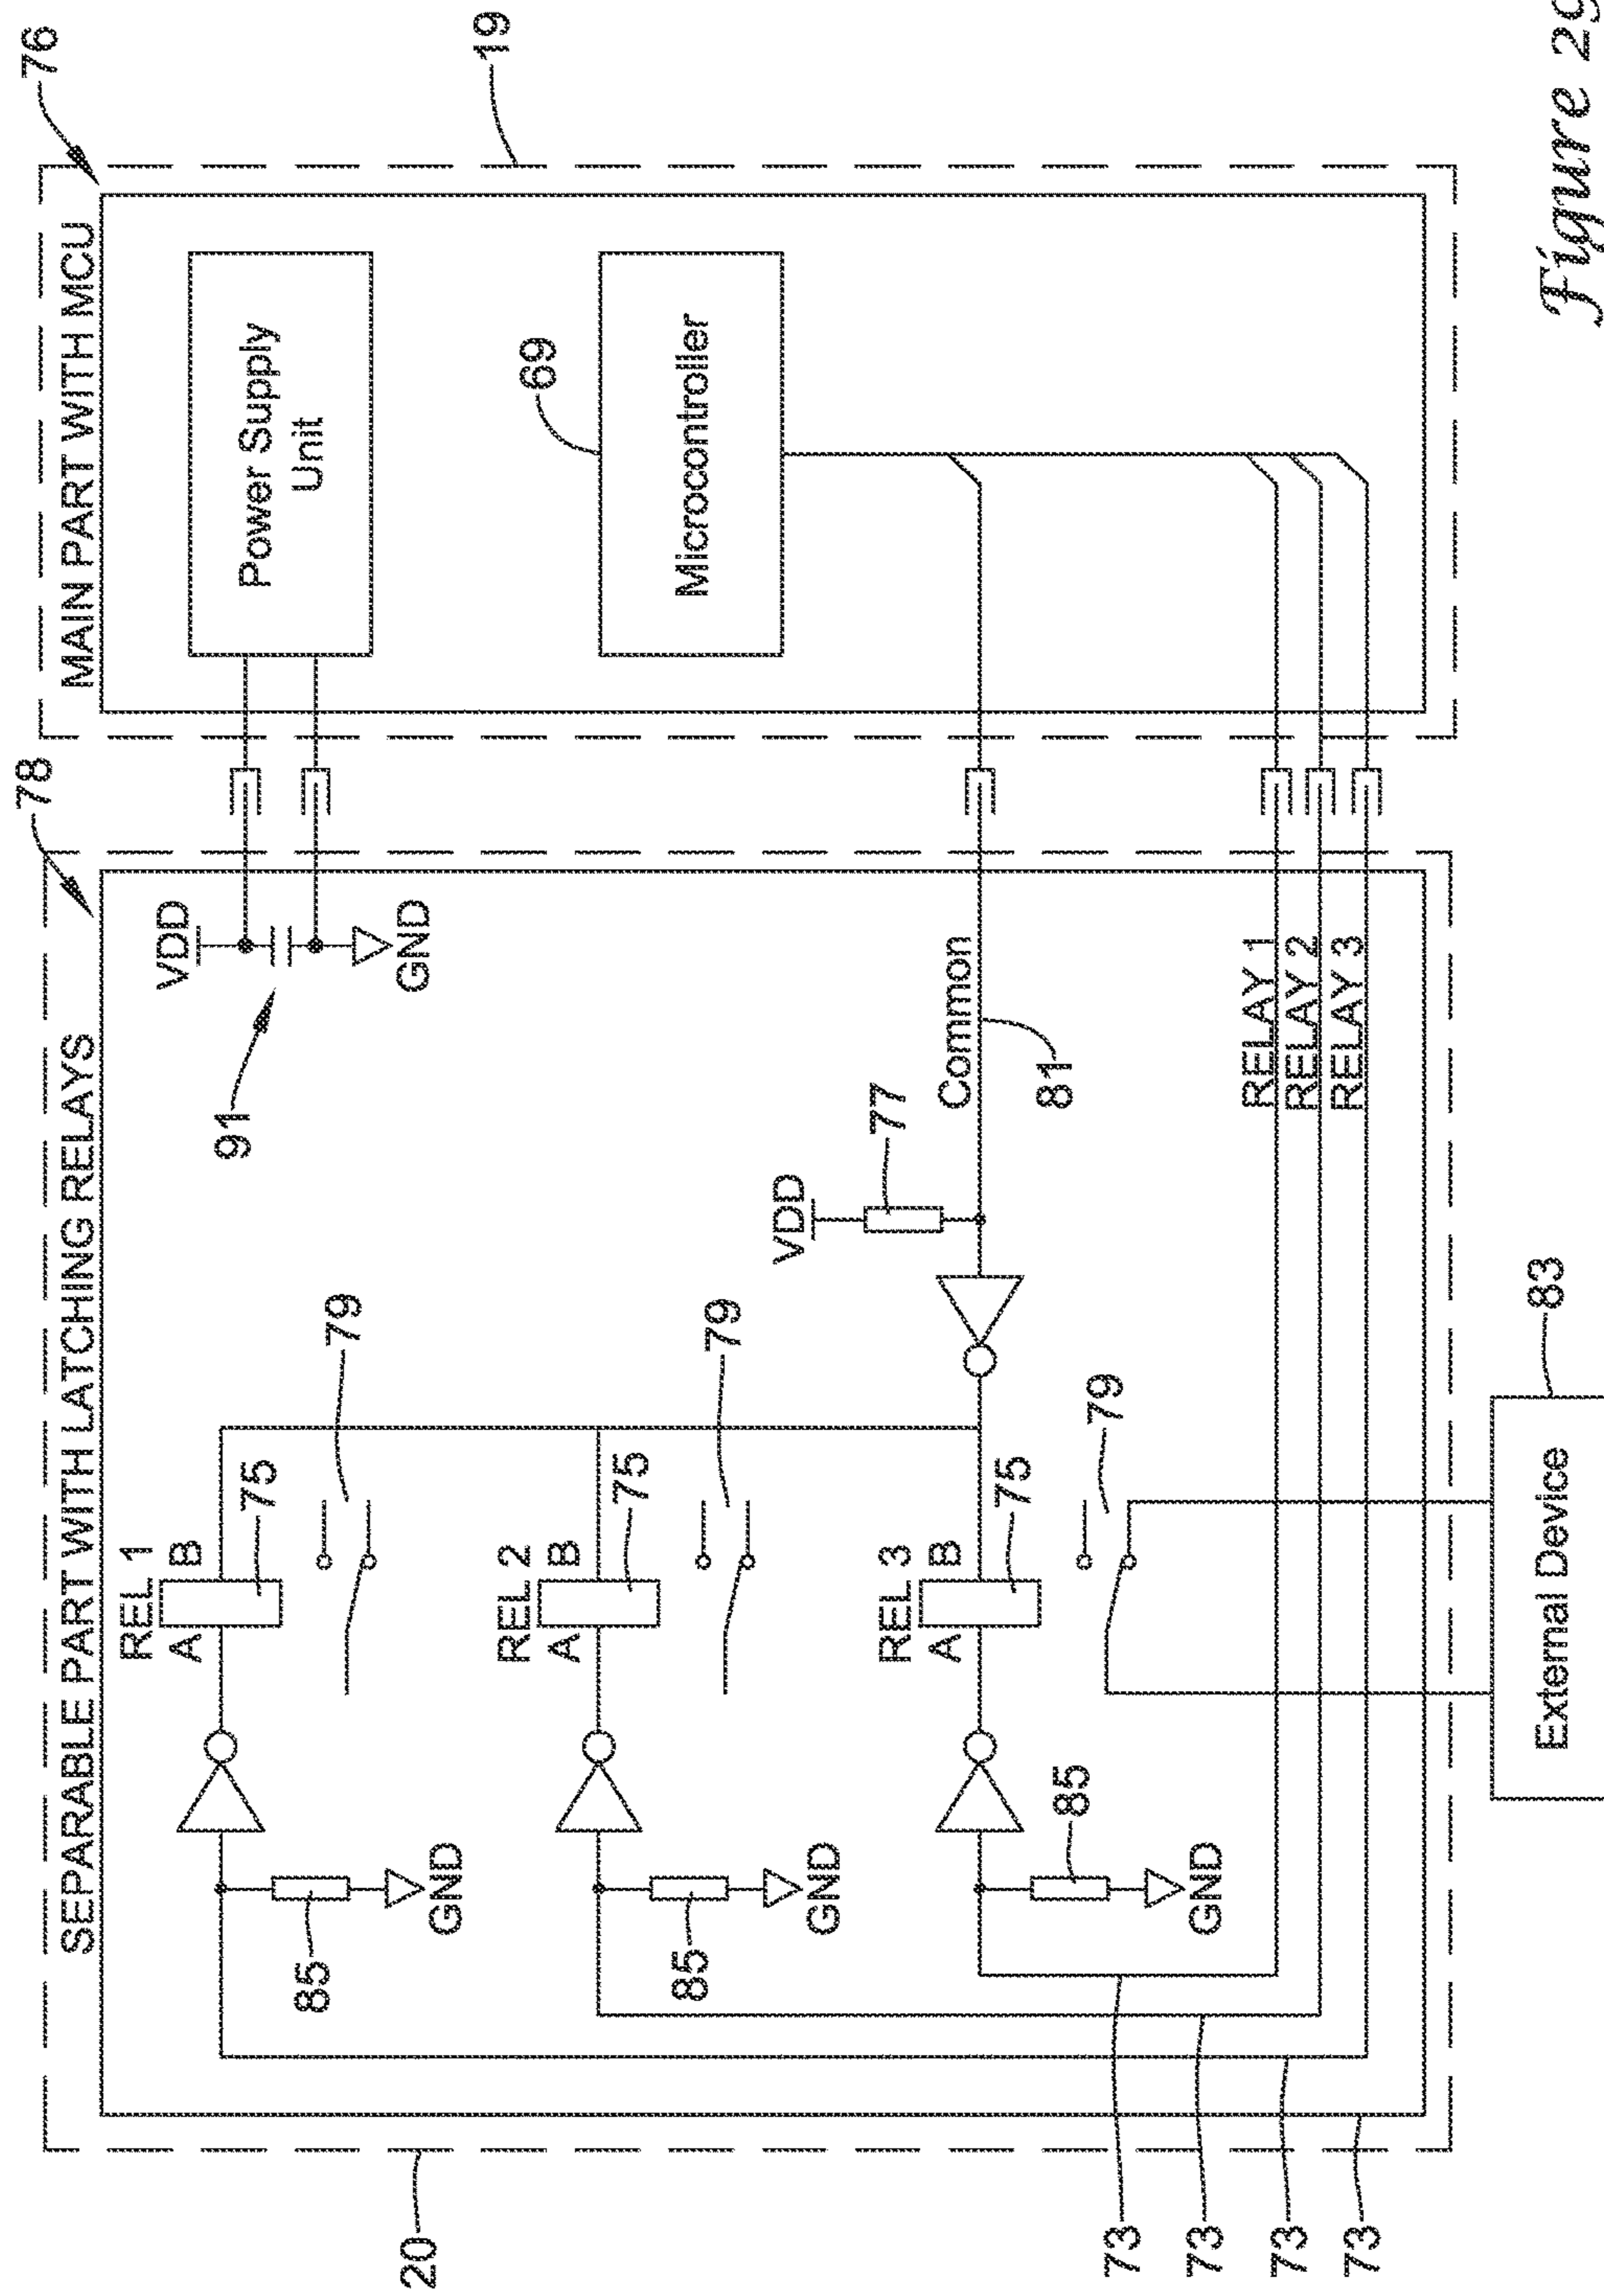 76
19
78
MAIN PART WITH MCU
Power Supply
Unit
69
Microcontroller
SEPARABLE PART WITH LATCHING RELAYS
VDD
GND
91
REL 1
A B
75
79
85
GND
REL 2
A B
75
79
85
GND
VDD
77
Common
81
REL 3
A B
75
79
85
GND
RELAY 1
RELAY 2
RELAY 3
20
73
73
73
73
83
External Device
Figure 29